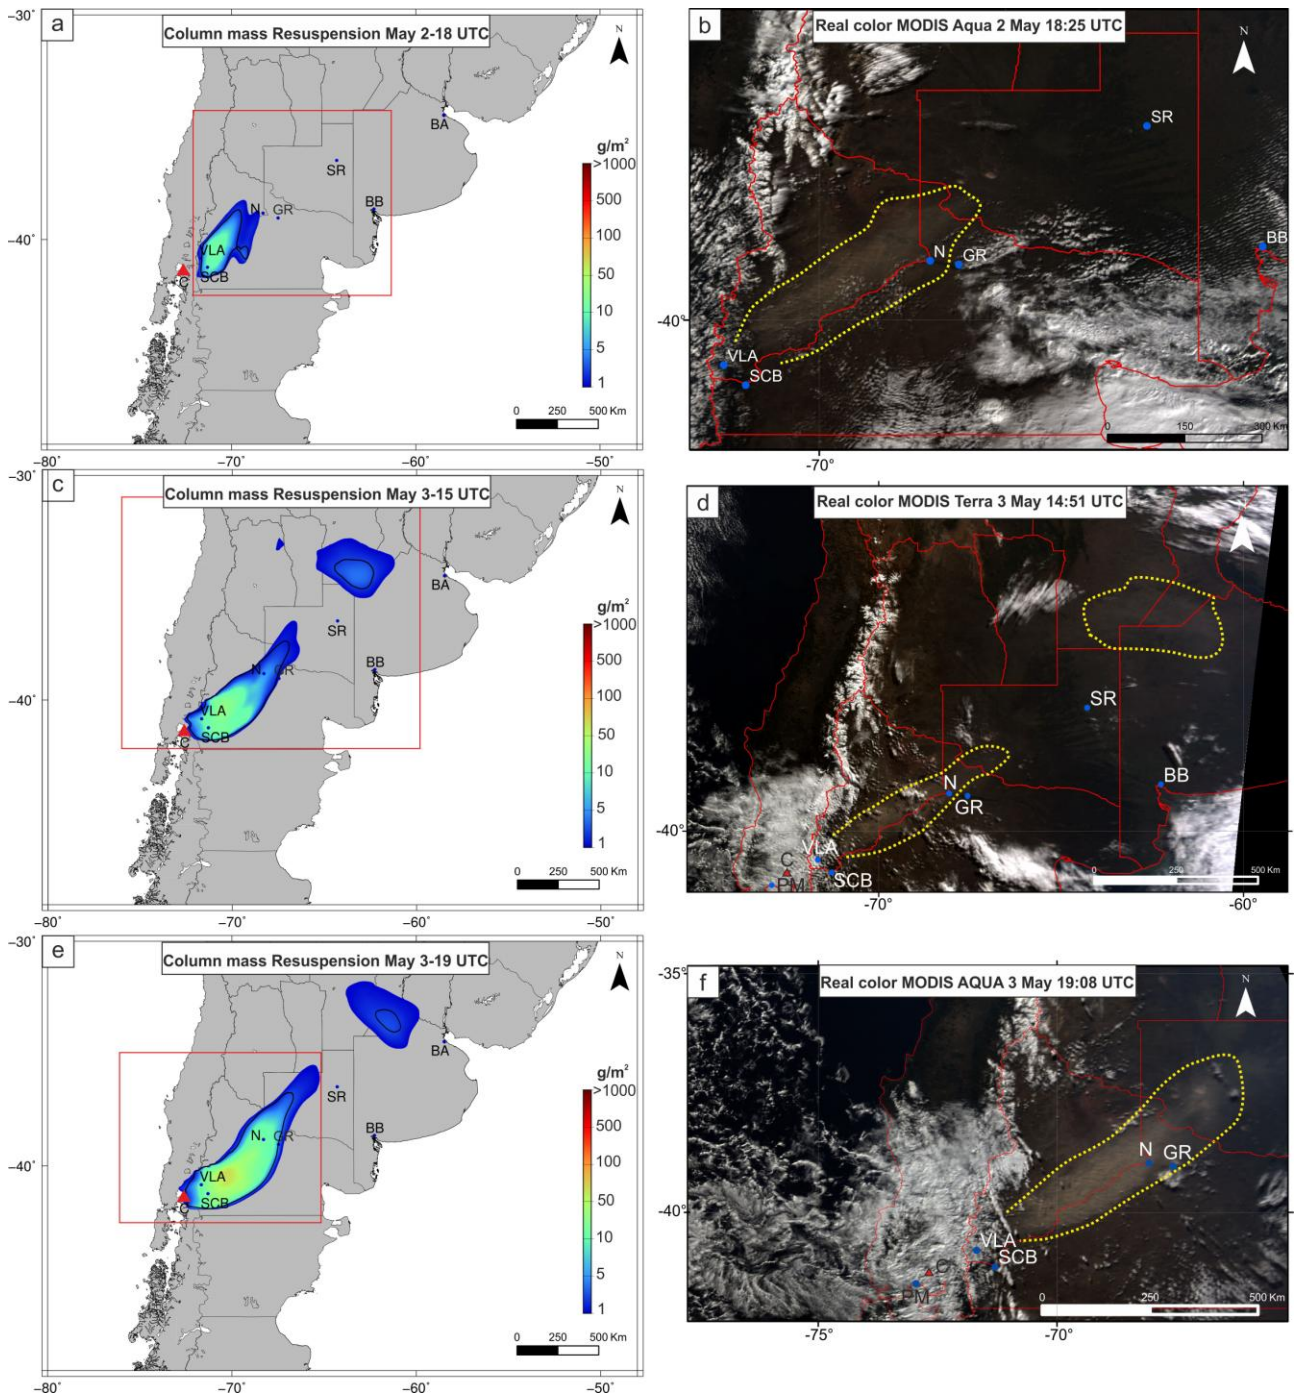 a
Column mass Resuspension May 2-18 UTC
N
BA
SR
N
GR
BB
VLA
SCB
C
g/m²
>1000
500
100
50
10
5
1
0 250 500 Km
−40°
−80° −70° −60° −50°
b
Real color MODIS Aqua 2 May 18:25 UTC
N
SR
BB
N
GR
VLA
SCB
-40°
-70°
0 150 300 Km
c
Column mass Resuspension May 3-15 UTC
N
BA
SR
N
GR
BB
VLA
SCB
C
g/m²
>1000
500
100
50
10
5
1
0 250 500 Km
−30°
−40°
−80° −70° −60° −50°
d
Real color MODIS Terra 3 May 14:51 UTC
N
SR
BB
N
GR
VLA
C
SCB
PM
-40°
-70° -60°
0 250 500 Km
e
Column mass Resuspension May 3-19 UTC
N
BA
SR
N
GR
BB
VLA
SCB
C
g/m²
>1000
500
100
50
10
5
1
0 250 500 Km
−30°
−40°
−80° −70° −60° −50°
f
Real color MODIS AQUA 3 May 19:08 UTC
N
-35°
N
GR
VLA
SCB
C
PM
-40°
-75° -70°
0 250 500 Km